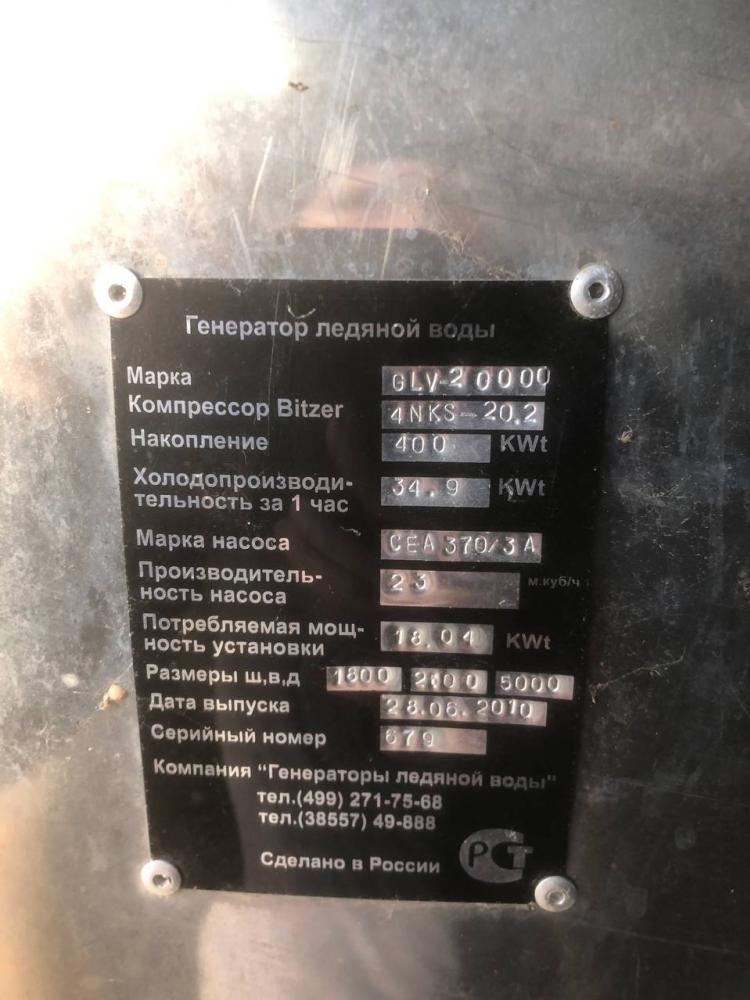 Генератор ледяной воды
Марка GLV-20000
Компрессор Bitzer 4NKS-20.2
Накопление 400 KWt
Холодопроизводи-
тельность за 1 час 34.9 KWt
Марка насоса CEA 370/3A
Производитель-
ность насоса 23 м.куб/ч
Потребляемая мощ-
ность установки 18.04 KWt
Размеры ш,в,д 1800 2100 5000
Дата выпуска 28.06.2010
Серийный номер 679
Компания "Генераторы ледяной воды"
тел.(499) 271-75-68
тел.(38557) 49-888
Сделано в России РСТ